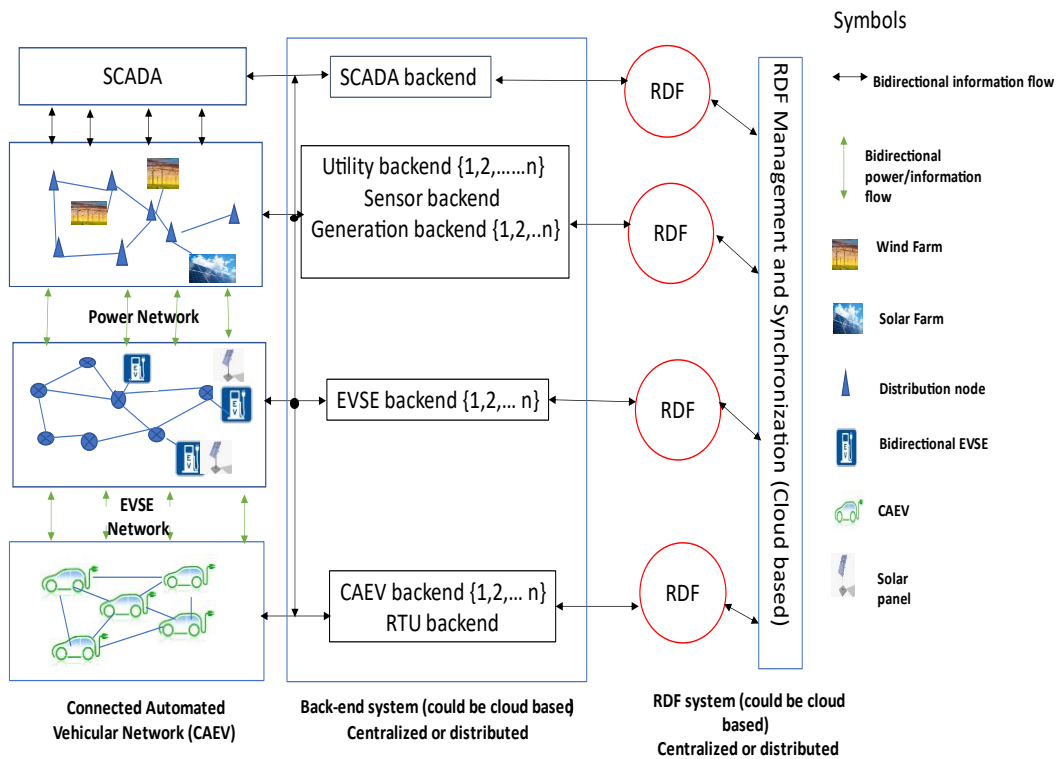 SCADA
SCADA backend
RDF
Utility backend {1,2,......n}
Sensor backend
Generation backend {1,2,..n}
RDF
Power Network
EVSE backend {1,2,... n}
RDF
EV
EV
EV
EVSE
Network
CAEV backend {1,2,... n}
RTU backend
RDF
RDF Management and Synchronization (Cloud based)
Connected Automated
Vehicular Network (CAEV)
Back-end system (could be cloud based)
Centralized or distributed
RDF system (could be cloud
based)
Centralized or distributed
Symbols
Bidirectional information flow
Bidirectional
power/information
flow
Wind Farm
Solar Farm
Distribution node
EV
Bidirectional EVSE
CAEV
Solar
panel